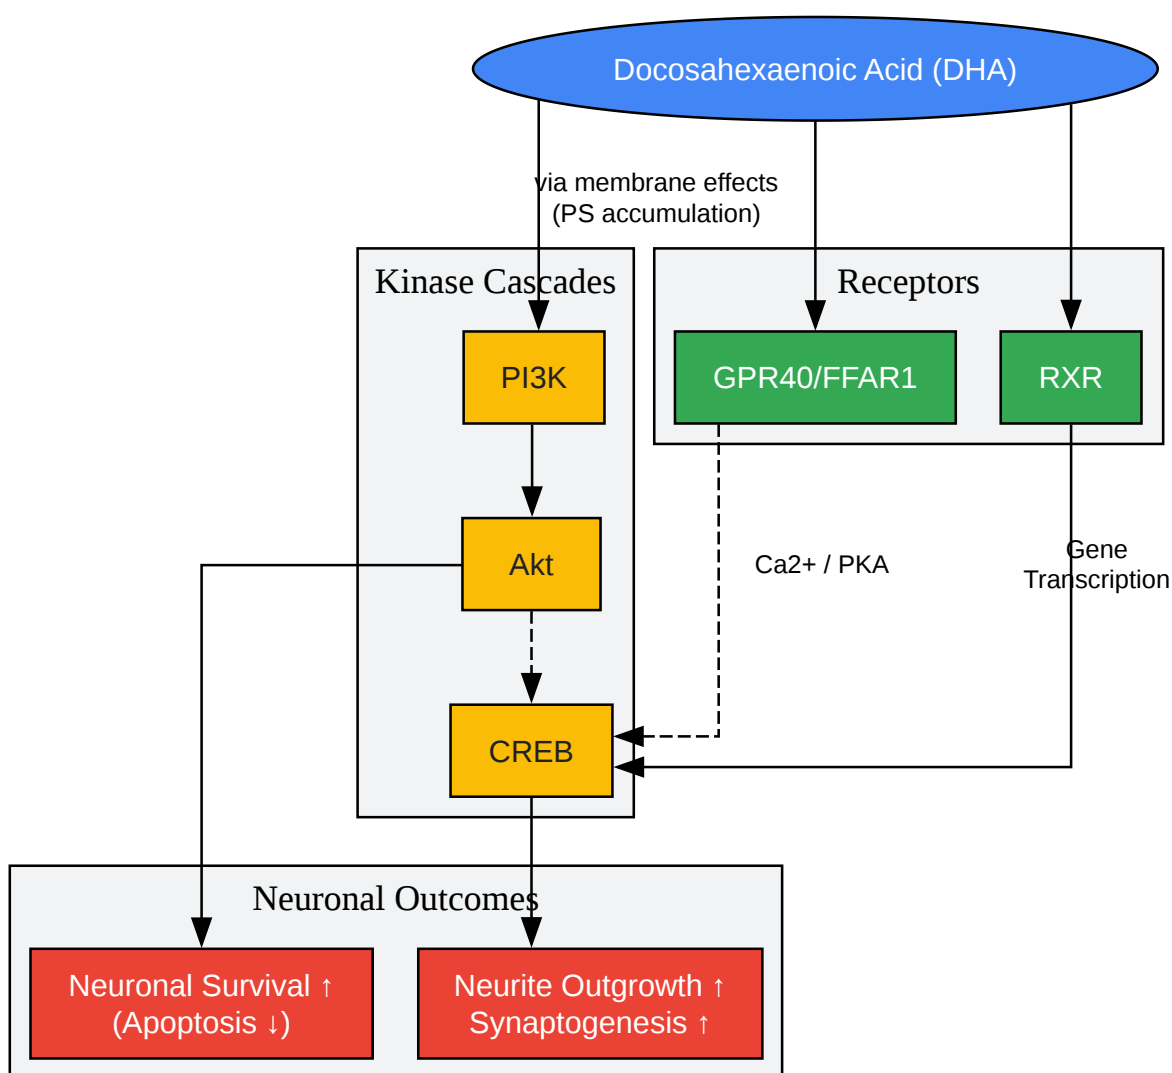 Docosahexaenoic Acid (DHA)
via membrane effects
(PS accumulation)
Kinase Cascades
Receptors
PI3K
GPR40/FFAR1
RXR
Akt
Ca2+ / PKA
Gene
Transcription
CREB
Neuronal Outcomes
Neuronal Survival ↑
(Apoptosis ↓)
Neurite Outgrowth ↑
Synaptogenesis ↑